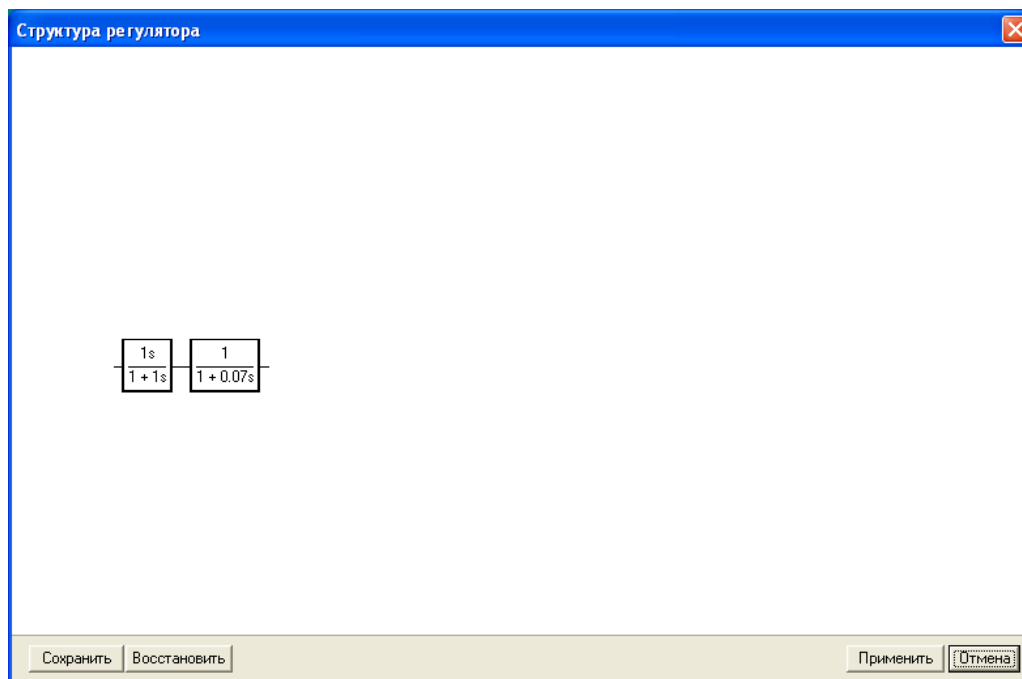 Структура регулятора
1s
1 + 1s
1
1 + 0.07s
Сохранить Восстановить Применить Отмена